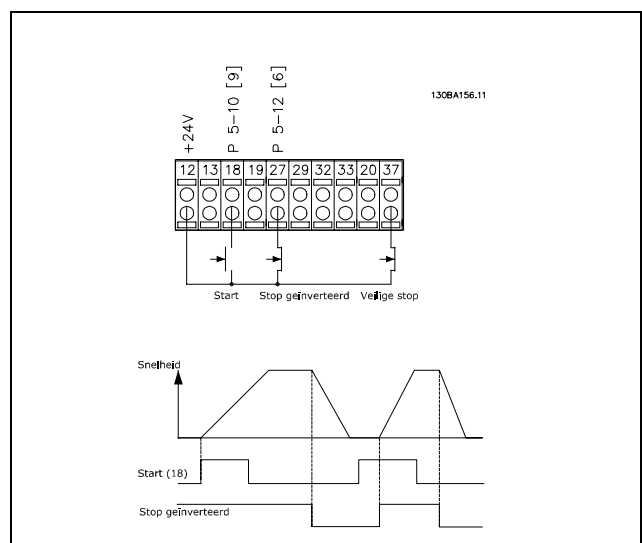 130BA156.11
+24V
P 5-10 [9]
P 5-12 [6]
12 13 18 19 27 29 32 33 20 37
Start Stop geïnverteerd Veilige stop
Snelheid
Start (18)
Stop geïnverteerd